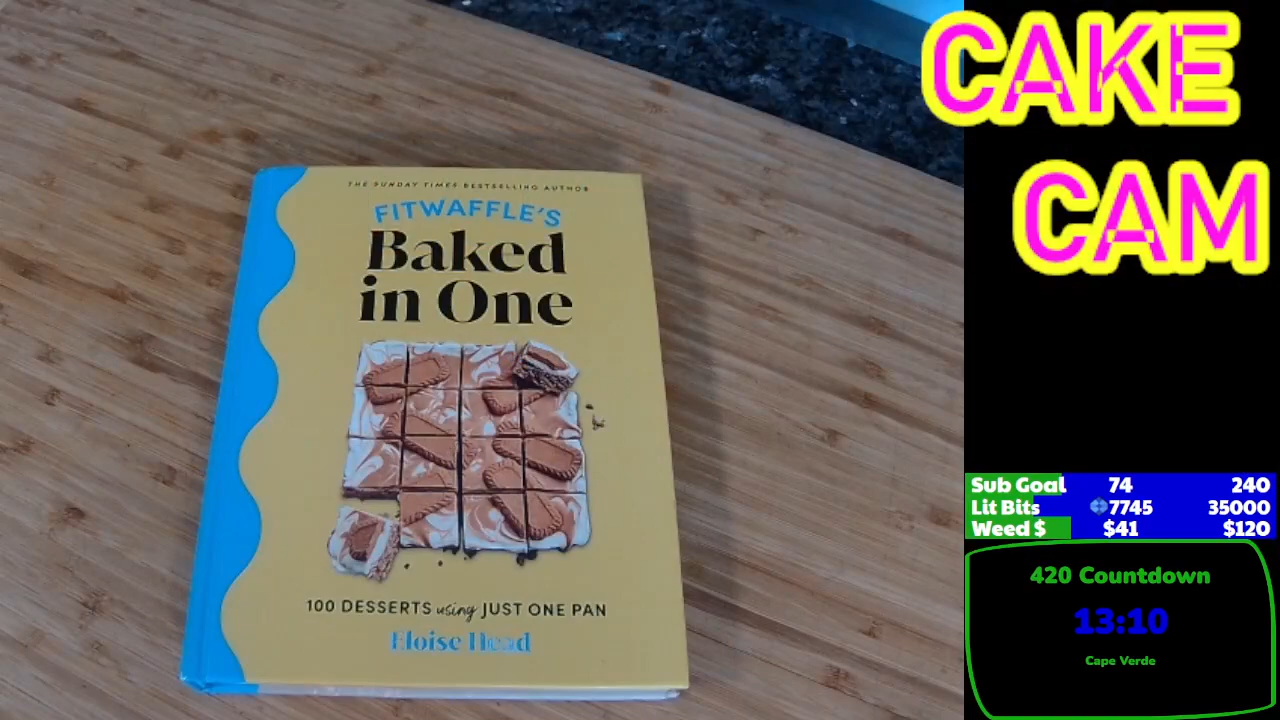 CAKE
CAM
THE SUNDAY TIMES BESTSELLING AUTHOR
FITWAFFLE'S
Baked
in One
100 DESSERTS using JUST ONE PAN
Eloise Head
Sub Goal 74 240
Lit Bits 7745 35000
Weed $ $41 $120
420 Countdown
13:10
Cape Verde